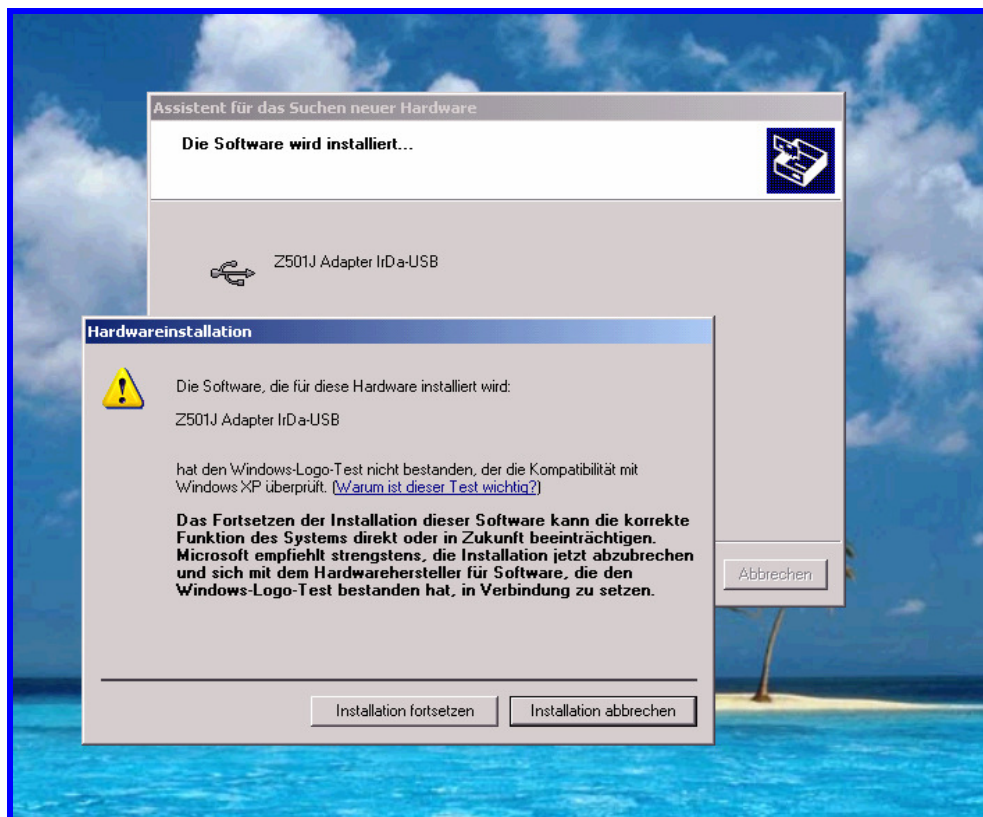 Assistent für das Suchen neuer Hardware
Die Software wird installiert...
Z501J Adapter IrDa-USB
Hardwareinstallation
Die Software, die für diese Hardware installiert wird:
Z501J Adapter IrDa-USB
hat den Windows-Logo-Test nicht bestanden, der die Kompatibilität mit
Windows XP überprüft. (Warum ist dieser Test wichtig?)
Das Fortsetzen der Installation dieser Software kann die korrekte
Funktion des Systems direkt oder in Zukunft beeinträchtigen.
Microsoft empfiehlt strengstens, die Installation jetzt abzubrechen
und sich mit dem Hardwarehersteller für Software, die den
Windows-Logo-Test bestanden hat, in Verbindung zu setzen.
Abbrechen
Installation fortsetzen
Installation abbrechen